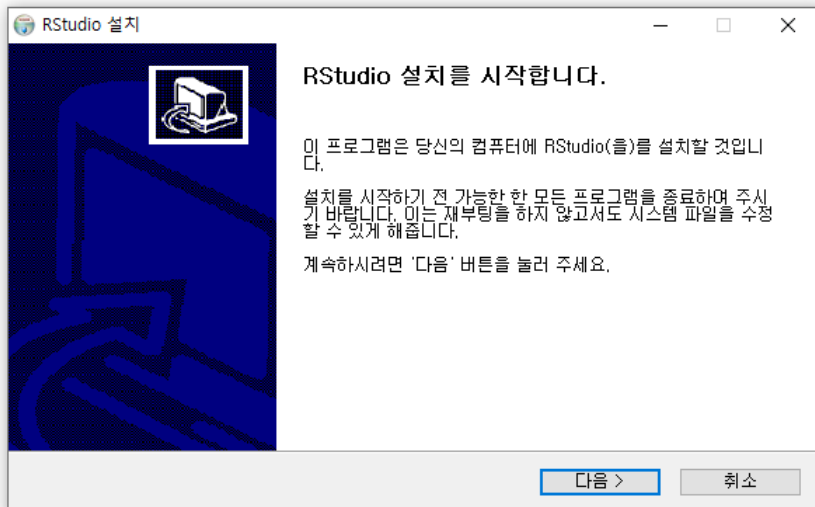 RStudio 설치
RStudio 설치를 시작합니다.
이 프로그램은 당신의 컴퓨터에 RStudio(을)를 설치할 것입니
다.
설치를 시작하기 전 가능한 한 모든 프로그램을 종료하여 주시
기 바랍니다. 이는 재부팅을 하지 않고서도 시스템 파일을 수정
할 수 있게 해줍니다.
계속하시려면 '다음' 버튼을 눌러 주세요.
다음 >
취소